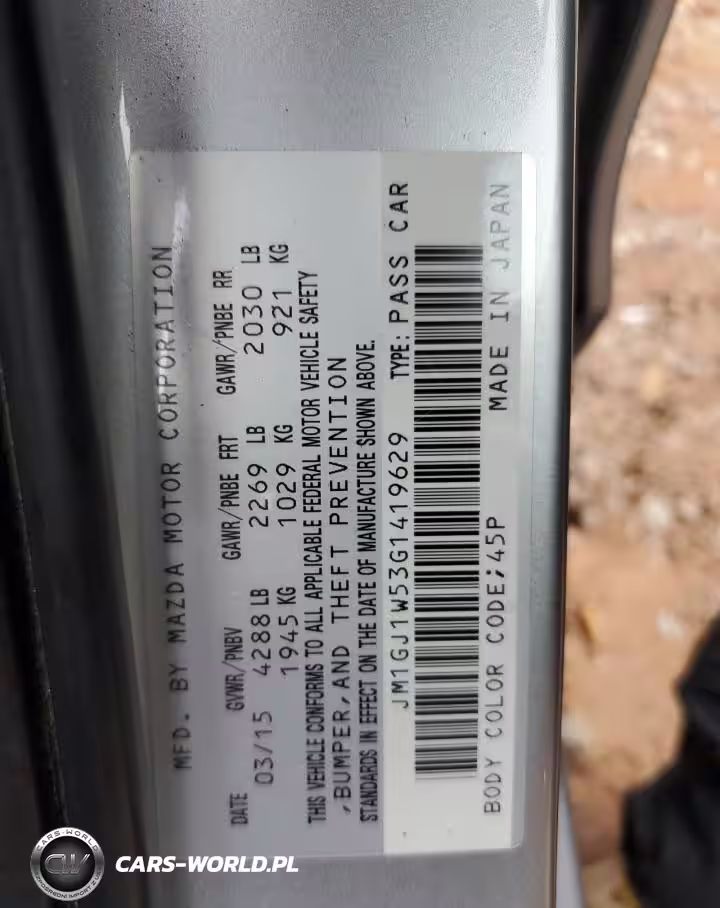 MFD. BY MAZDA MOTOR CORPORATION
DATE GVWR/PNBV GAWR/PNBE FRT GAWR/PNBE RR
03/15 4288 LB 2269 LB 2030 LB
1945 KG 1029 KG 921 KG
THIS VEHICLE CONFORMS TO ALL APPLICABLE FEDERAL MOTOR VEHICLE SAFETY
,BUMPER, AND THEFT PREVENTION
STANDARDS IN EFFECT ON THE DATE OF MANUFACTURE SHOWN ABOVE.
JM1GJ1W53G1419629 TYPE: PASS CAR
BODY COLOR CODE;45P MADE IN JAPAN
CARS-WORLD
CW
CARS-WORLD.PL